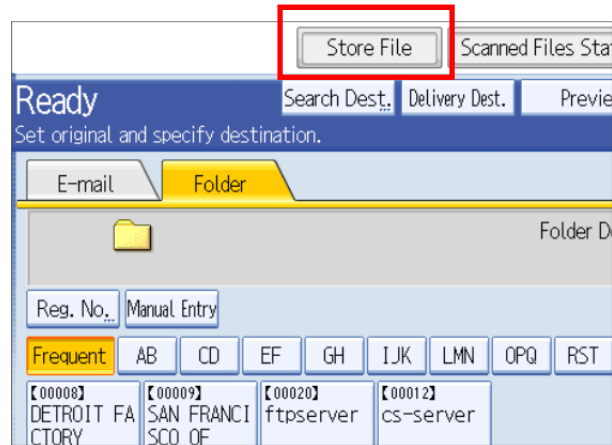 Store File Scanned Files Sta
Ready Search Dest. Delivery Dest. Previe
Set original and specify destination.
E-mail Folder
Folder D
Reg. No. Manual Entry
Frequent AB CD EF GH IJK LMN OPQ RST
【00008】 【00009】 【00020】 【00012】
DETROIT FA SAN FRANCI ftpserver cs-server
CTORY SCO OF